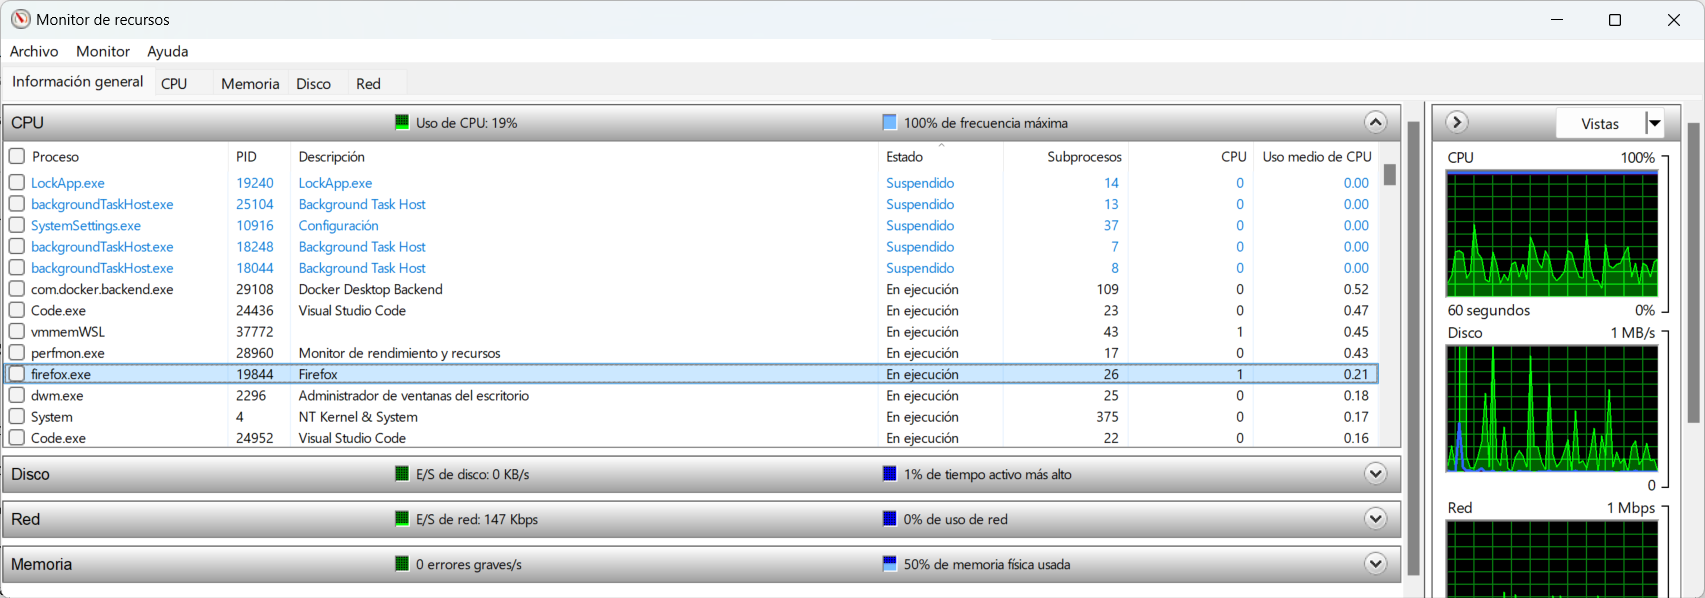 Monitor de recursos
Archivo Monitor Ayuda
Información general CPU Memoria Disco Red
CPU Uso de CPU: 19% 100% de frecuencia máxima
Proceso PID Descripción Estado Subprocesos CPU Uso medio de CPU
LockApp.exe 19240 LockApp.exe Suspendido 14 0 0.00
backgroundTaskHost.exe 25104 Background Task Host Suspendido 13 0 0.00
SystemSettings.exe 10916 Configuración Suspendido 37 0 0.00
backgroundTaskHost.exe 18248 Background Task Host Suspendido 7 0 0.00
backgroundTaskHost.exe 18044 Background Task Host Suspendido 8 0 0.00
com.docker.backend.exe 29108 Docker Desktop Backend En ejecución 109 0 0.52
Code.exe 24436 Visual Studio Code En ejecución 23 0 0.47
vmmemWSL 37772 En ejecución 43 1 0.45
perfmon.exe 28960 Monitor de rendimiento y recursos En ejecución 17 0 0.43
firefox.exe 19844 Firefox En ejecución 26 1 0.21
dwm.exe 2296 Administrador de ventanas del escritorio En ejecución 25 0 0.18
System 4 NT Kernel & System En ejecución 375 0 0.17
Code.exe 24952 Visual Studio Code En ejecución 22 0 0.16
Disco E/S de disco: 0 KB/s 1% de tiempo activo más alto
Red E/S de red: 147 Kbps 0% de uso de red
Memoria 0 errores graves/s 50% de memoria física usada
Vistas
CPU 100%
60 segundos 0%
Disco 1 MB/s
0
Red 1 Mbps